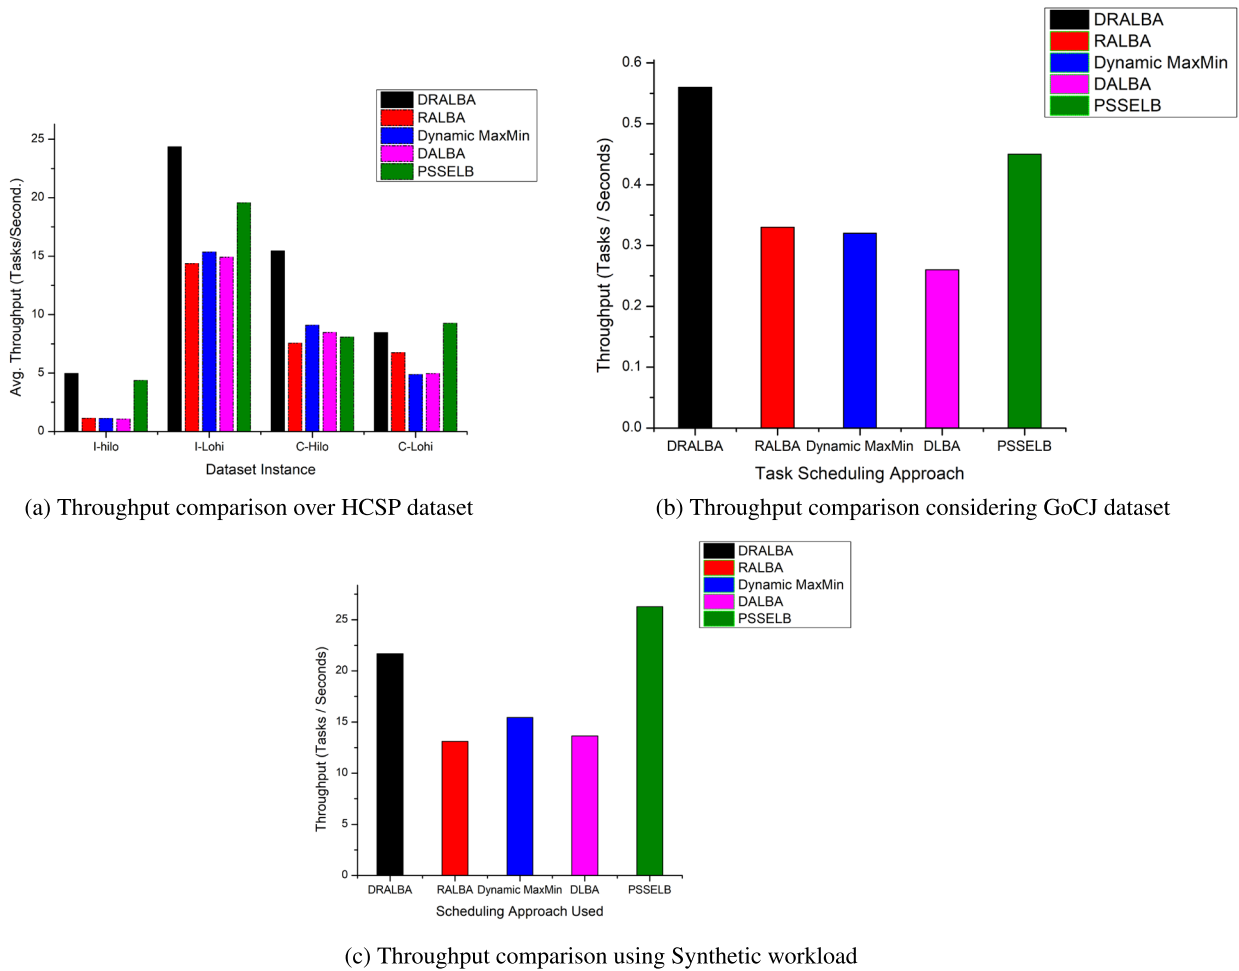 DRALBA
RALBA
Dynamic MaxMin
DALBA
PSSELB
25
20
15
10
5
0
Avg. Throughput (Tasks/Second.)
I-hilo
I-Lohi
C-Hilo
C-Lohi
Dataset Instance
(a) Throughput comparison over HCSP dataset
DRALBA
RALBA
Dynamic MaxMin
DALBA
PSSELB
0.6
0.5
0.4
0.3
0.2
0.1
0.0
Throughput (Tasks / Seconds)
DRALBA
RALBA
Dynamic MaxMin
DLBA
PSSELB
Task Scheduling Approach
(b) Throughput comparison considering GoCJ dataset
DRALBA
RALBA
Dynamic MaxMin
DALBA
PSSELB
25
20
15
10
5
0
Throughput (Tasks / Seconds)
DRALBA
RALBA
Dynamic MaxMin
DLBA
PSSELB
Scheduling Approach Used
(c) Throughput comparison using Synthetic workload